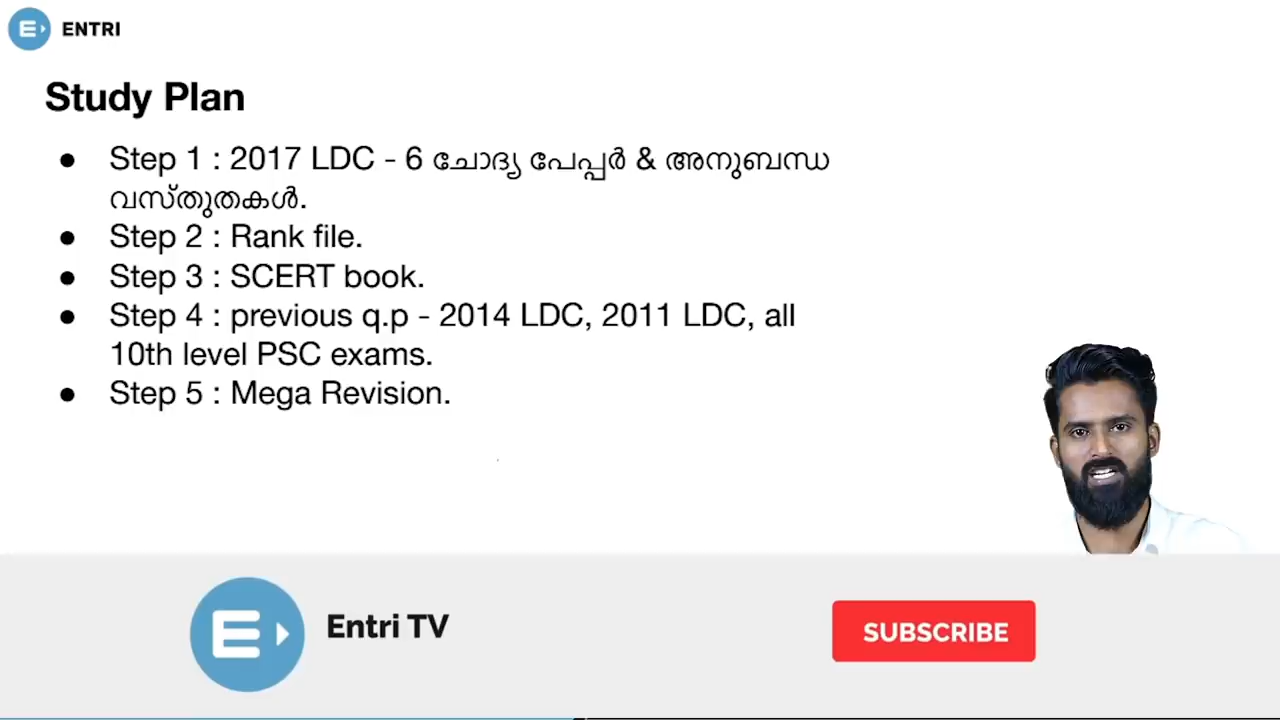 ENTRI
Study Plan
● Step 1 : 2017 LDC - 6 ചോദ്യ പേപ്പർ & അനുബന്ധ
വസ്തുതകൾ.
● Step 2 : Rank file.
● Step 3 : SCERT book.
● Step 4 : previous q.p - 2014 LDC, 2011 LDC, all
10th level PSC exams.
● Step 5 : Mega Revision.
Entri TV
SUBSCRIBE